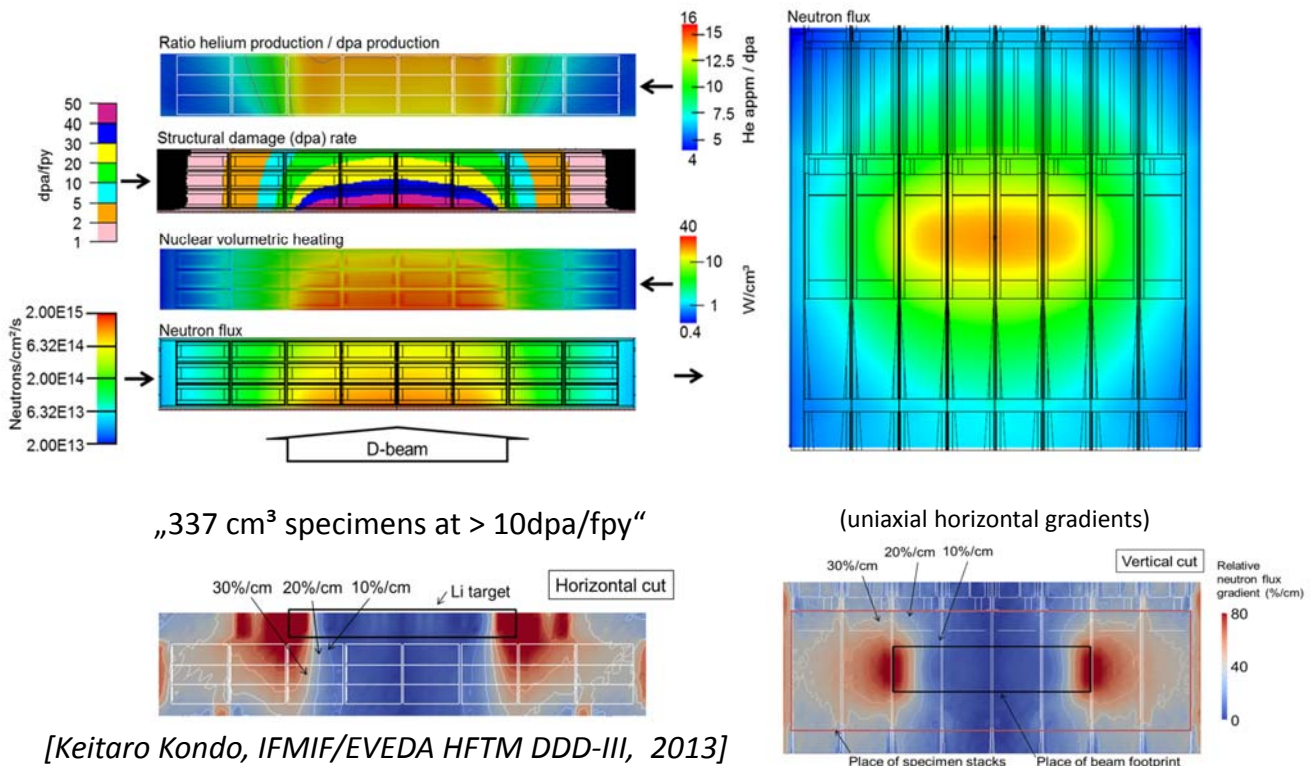 Ratio helium production / dpa production
16
15
12.5
10
7.5
5
4
He appm / dpa
Structural damage (dpa) rate
50
40
30
20
10
5
2
1
dpa/fpy
Nuclear volumetric heating
40
10
1
0.4
W/cm³
Neutron flux
2.00E15
6.32E14
2.00E14
6.32E13
2.00E13
Neutrons/cm²/s
D-beam
Neutron flux
„337 cm³ specimens at > 10dpa/fpy“
(uniaxial horizontal gradients)
30%/cm
20%/cm
10%/cm
Li target
Horizontal cut
30%/cm
20%/cm
10%/cm
Vertical cut
Relative
neutron flux
gradient (%/cm)
80
40
0
Place of specimen stacks
Place of beam footprint
[Keitaro Kondo, IFMIF/EVEDA HFTM DDD-III, 2013]